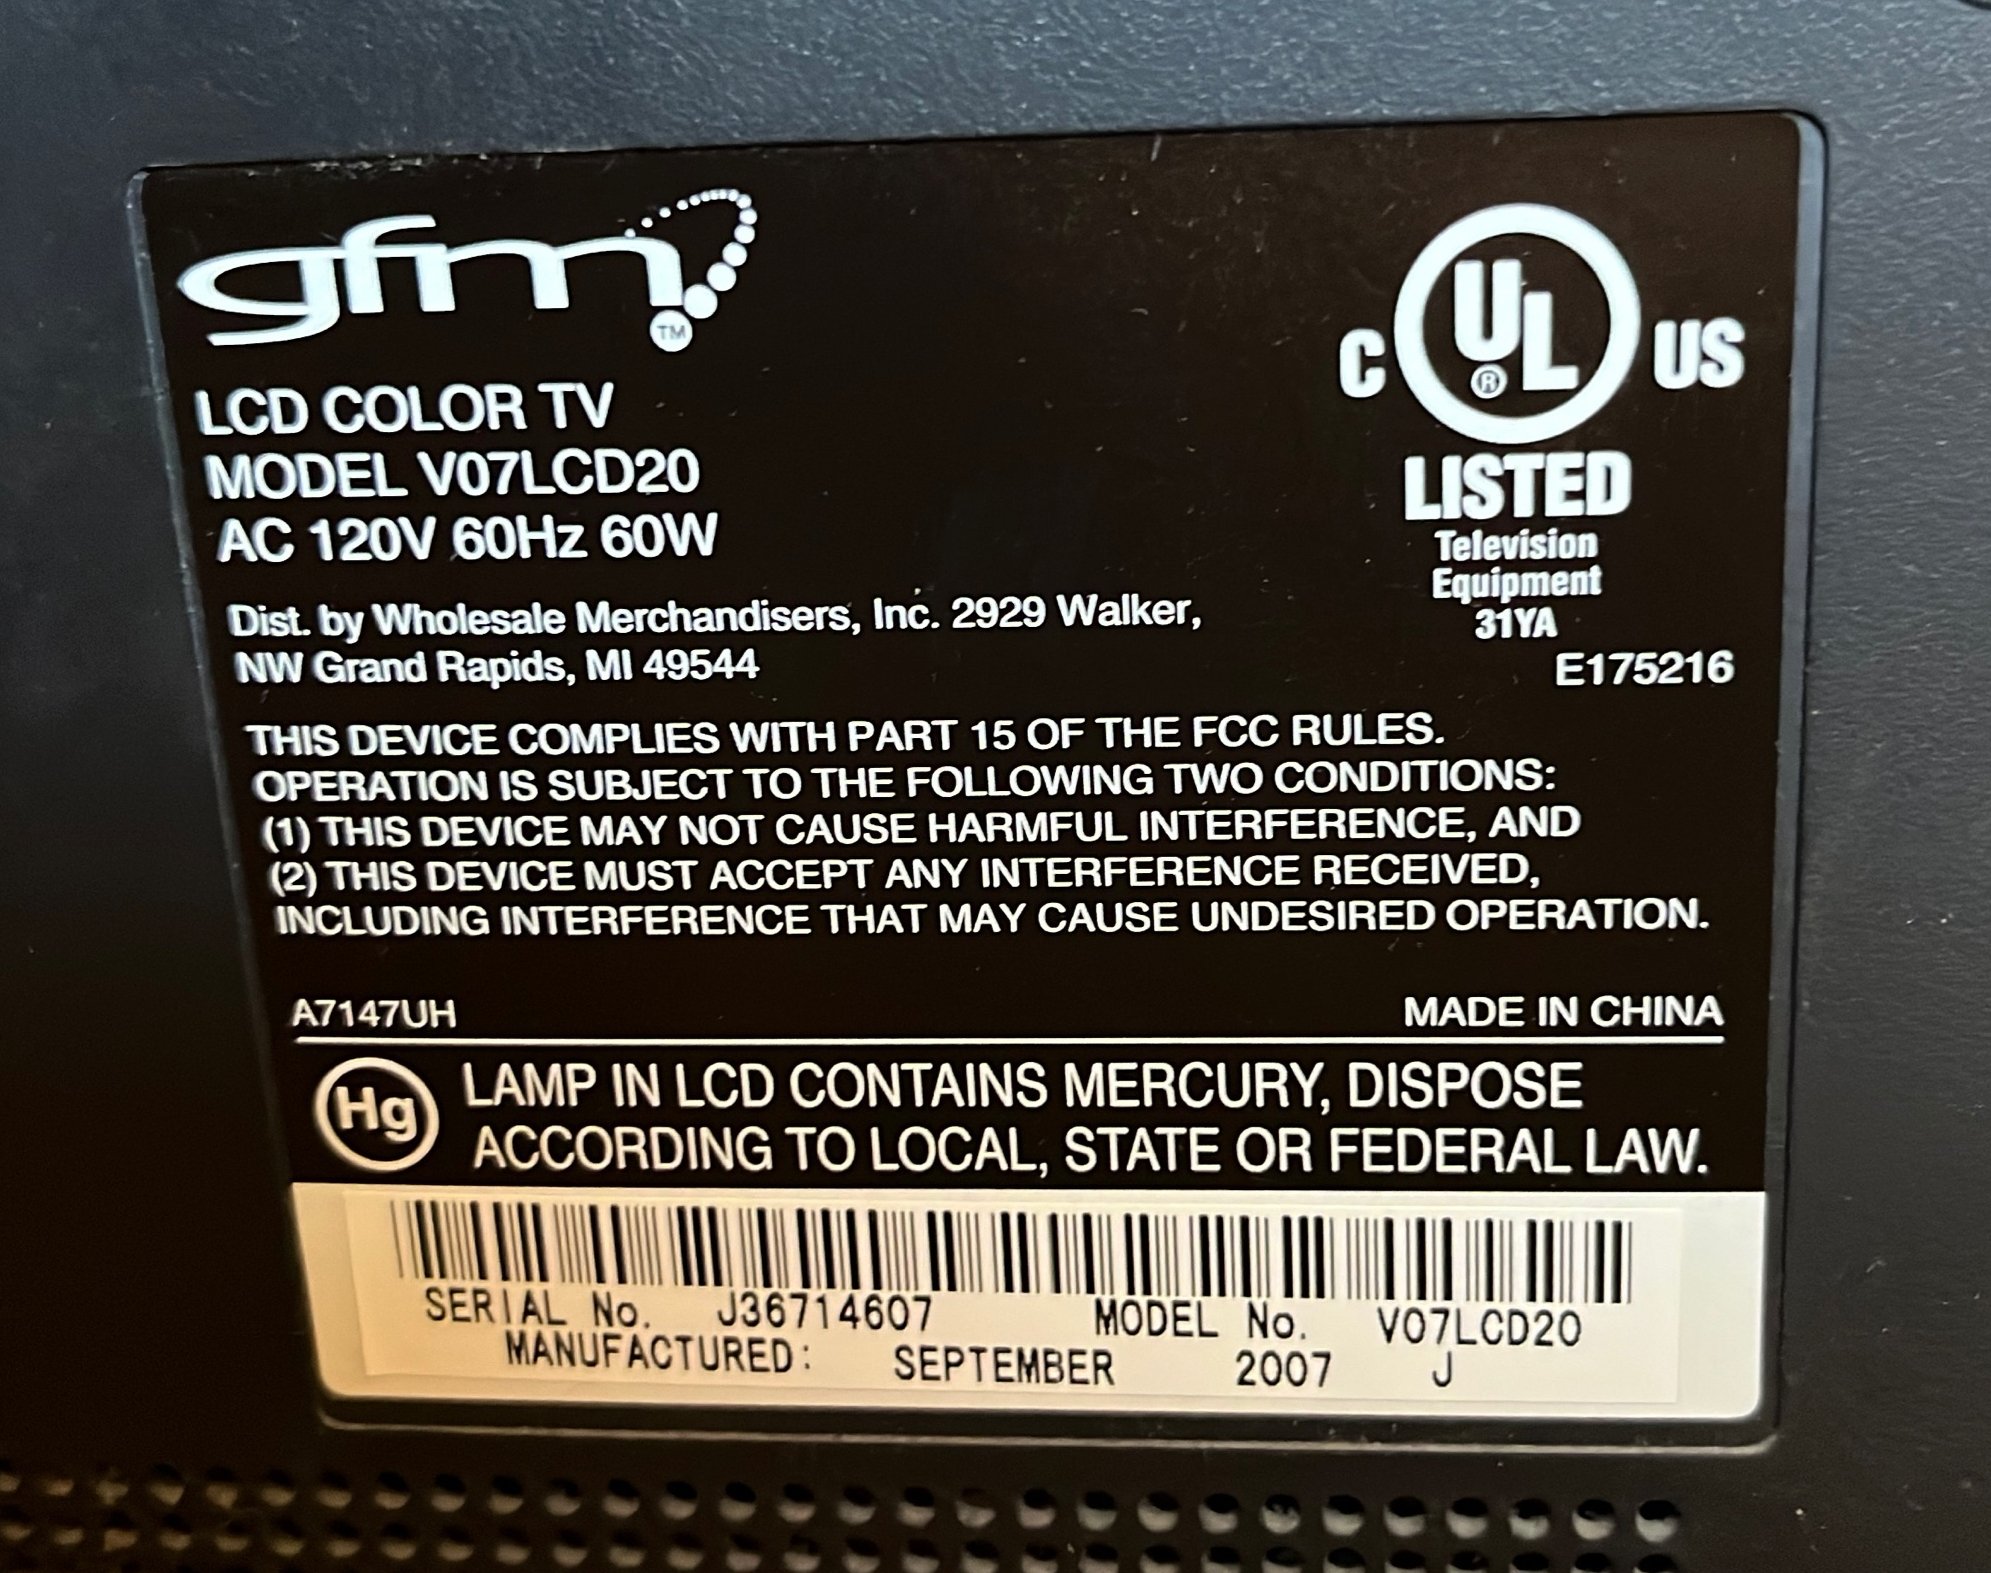 gfm
TM
LCD COLOR TV
MODEL V07LCD20
AC 120V 60Hz 60W
C UL US
®
LISTED
Television
Equipment
31YA
E175216
Dist. by Wholesale Merchandisers, Inc. 2929 Walker,
NW Grand Rapids, MI 49544
THIS DEVICE COMPLIES WITH PART 15 OF THE FCC RULES.
OPERATION IS SUBJECT TO THE FOLLOWING TWO CONDITIONS:
(1) THIS DEVICE MAY NOT CAUSE HARMFUL INTERFERENCE, AND
(2) THIS DEVICE MUST ACCEPT ANY INTERFERENCE RECEIVED,
INCLUDING INTERFERENCE THAT MAY CAUSE UNDESIRED OPERATION.
A7147UH MADE IN CHINA
Hg LAMP IN LCD CONTAINS MERCURY, DISPOSE
ACCORDING TO LOCAL, STATE OR FEDERAL LAW.
SERIAL No. J36714607 MODEL No. V07LCD20
MANUFACTURED: SEPTEMBER 2007 J